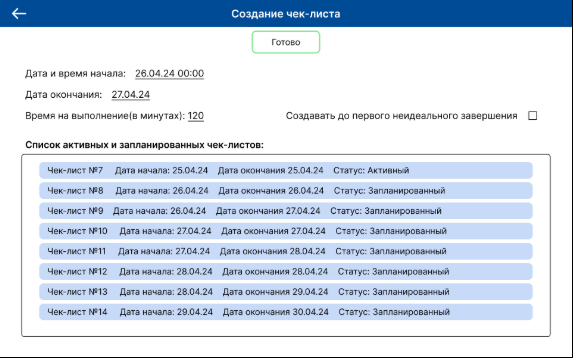 Создание чек-листа
Готово
Дата и время начала: 26.04.24 00:00
Дата окончания: 27.04.24
Время на выполнение(в минутах): 120 Создавать до первого неидеального завершения
Список активных и запланированных чек-листов:
Чек-лист №7 Дата начала: 25.04.24 Дата окончания 25.04.24 Статус: Активный
Чек-лист №8 Дата начала: 26.04.24 Дата окончания 26.04.24 Статус: Запланированный
Чек-лист №9 Дата начала: 26.04.24 Дата окончания 27.04.24 Статус: Запланированный
Чек-лист №10 Дата начала: 27.04.24 Дата окончания 27.04.24 Статус: Запланированный
Чек-лист №11 Дата начала: 27.04.24 Дата окончания 28.04.24 Статус: Запланированный
Чек-лист №12 Дата начала: 28.04.24 Дата окончания 28.04.24 Статус: Запланированный
Чек-лист №13 Дата начала: 28.04.24 Дата окончания 29.04.24 Статус: Запланированный
Чек-лист №14 Дата начала: 29.04.24 Дата окончания 30.04.24 Статус: Запланированный